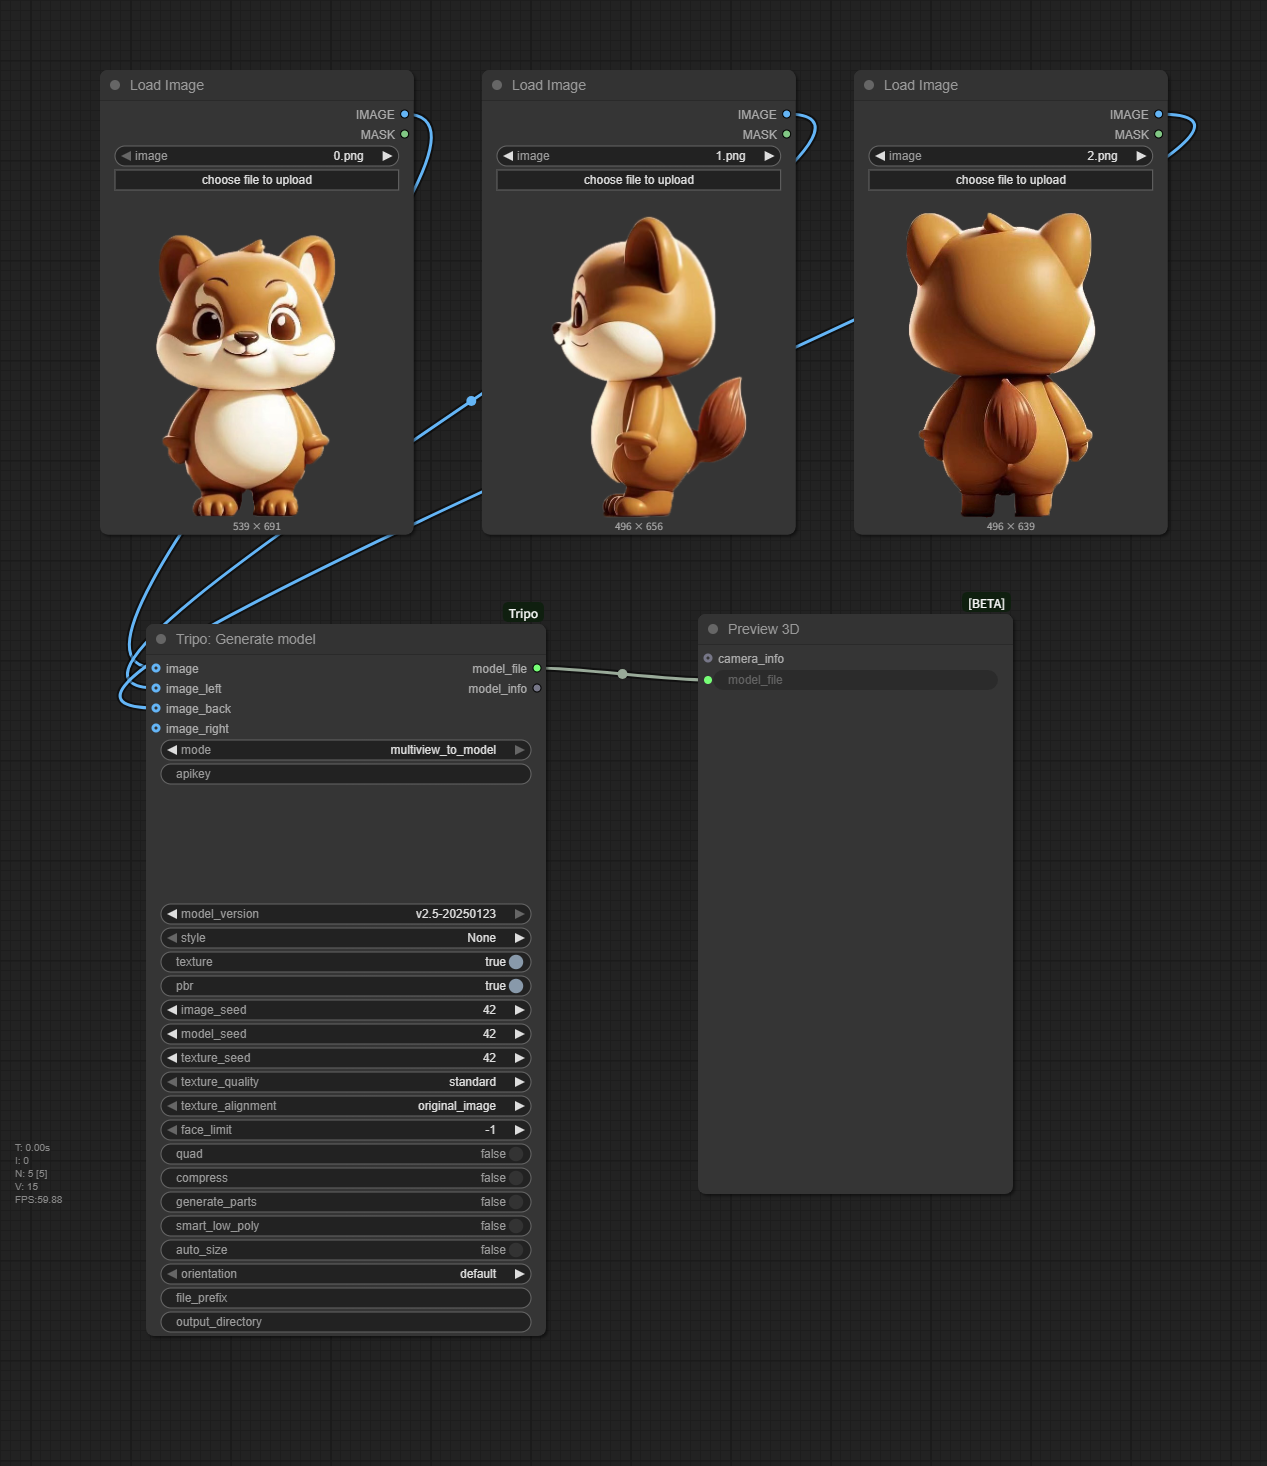 Load Image
IMAGE
MASK
image 0.png
choose file to upload
539 × 691
Load Image
IMAGE
MASK
image 1.png
choose file to upload
496 × 656
Load Image
IMAGE
MASK
image 2.png
choose file to upload
496 × 639
Tripo
Tripo: Generate model
image model_file
image_left model_info
image_back
image_right
mode multiview_to_model
apikey
model_version v2.5-20250123
style None
texture true
pbr true
image_seed 42
model_seed 42
texture_seed 42
texture_quality standard
texture_alignment original_image
face_limit -1
quad false
compress false
generate_parts false
smart_low_poly false
auto_size false
orientation default
file_prefix
output_directory
[BETA]
Preview 3D
camera_info
model_file
T: 0.00s
I: 0
N: 5 [5]
V: 15
FPS:59.88